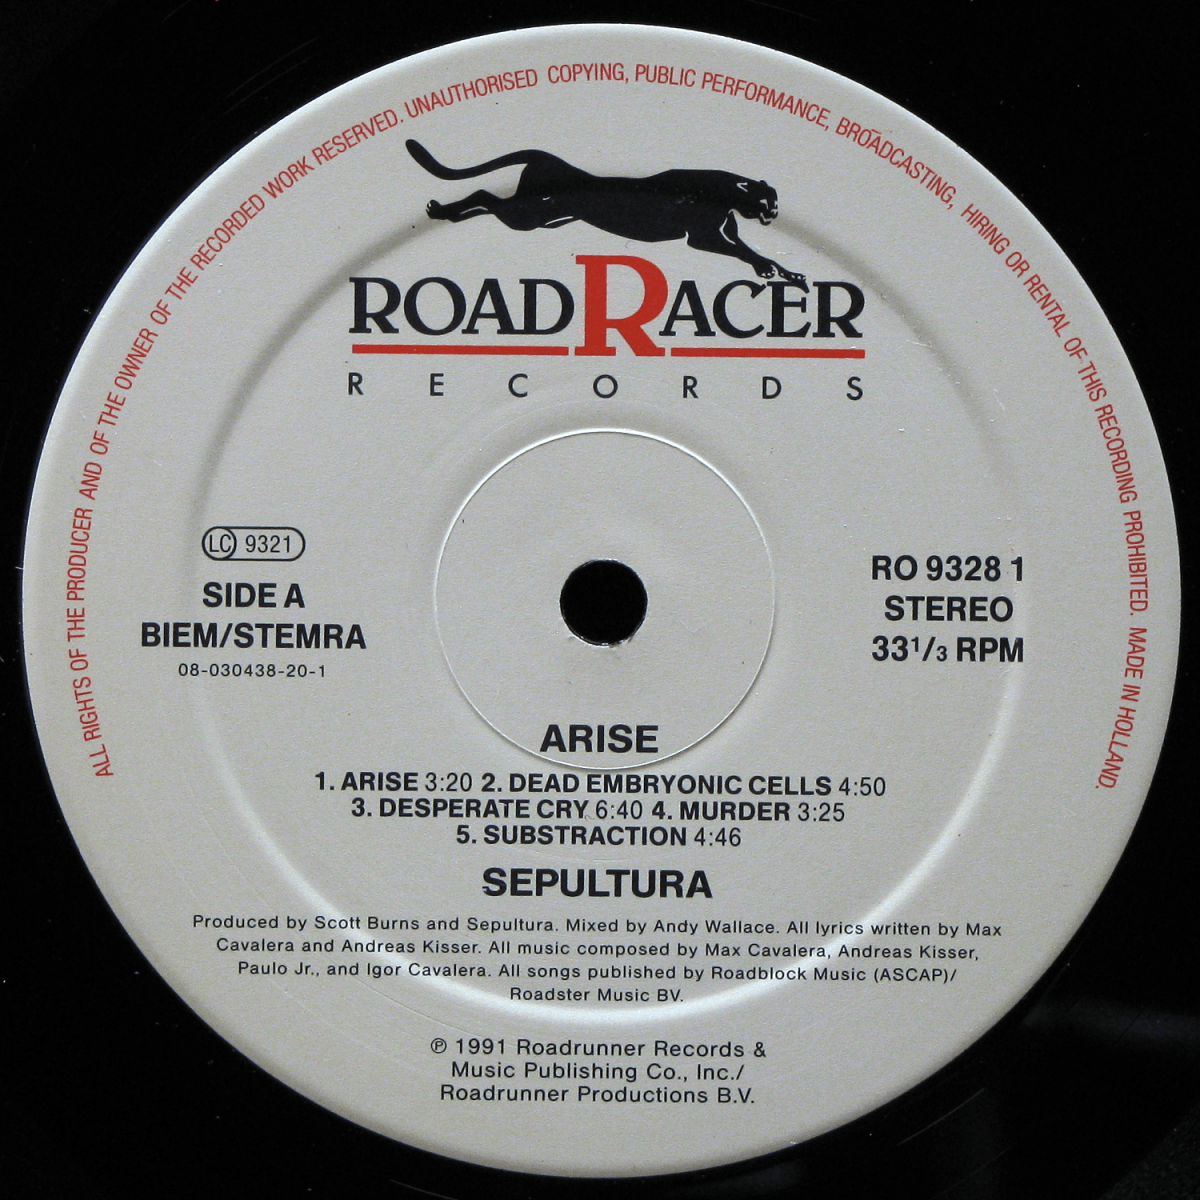 ALL RIGHTS OF THE PRODUCER AND OF THE OWNER OF THE RECORDED WORK RESERVED. UNAUTHORISED COPYING, PUBLIC PERFORMANCE, BROADCASTING, HIRING OR RENTAL OF THIS RECORDING PROHIBITED. MADE IN HOLLAND.
ROADRACER
RECORDS
LC 9321
SIDE A
BIEM/STEMRA
08-030438-20-1
RO 9328 1
STEREO
33 1/3 RPM
ARISE
1. ARISE 3:20 2. DEAD EMBRYONIC CELLS 4:50
3. DESPERATE CRY 6:40 4. MURDER 3:25
5. SUBSTRACTION 4:46
SEPULTURA
Produced by Scott Burns and Sepultura. Mixed by Andy Wallace. All lyrics written by Max
Cavalera and Andreas Kisser. All music composed by Max Cavalera, Andreas Kisser,
Paulo Jr., and Igor Cavalera. All songs published by Roadblock Music (ASCAP)/
Roadster Music BV.
℗ 1991 Roadrunner Records &
Music Publishing Co., Inc./
Roadrunner Productions B.V.